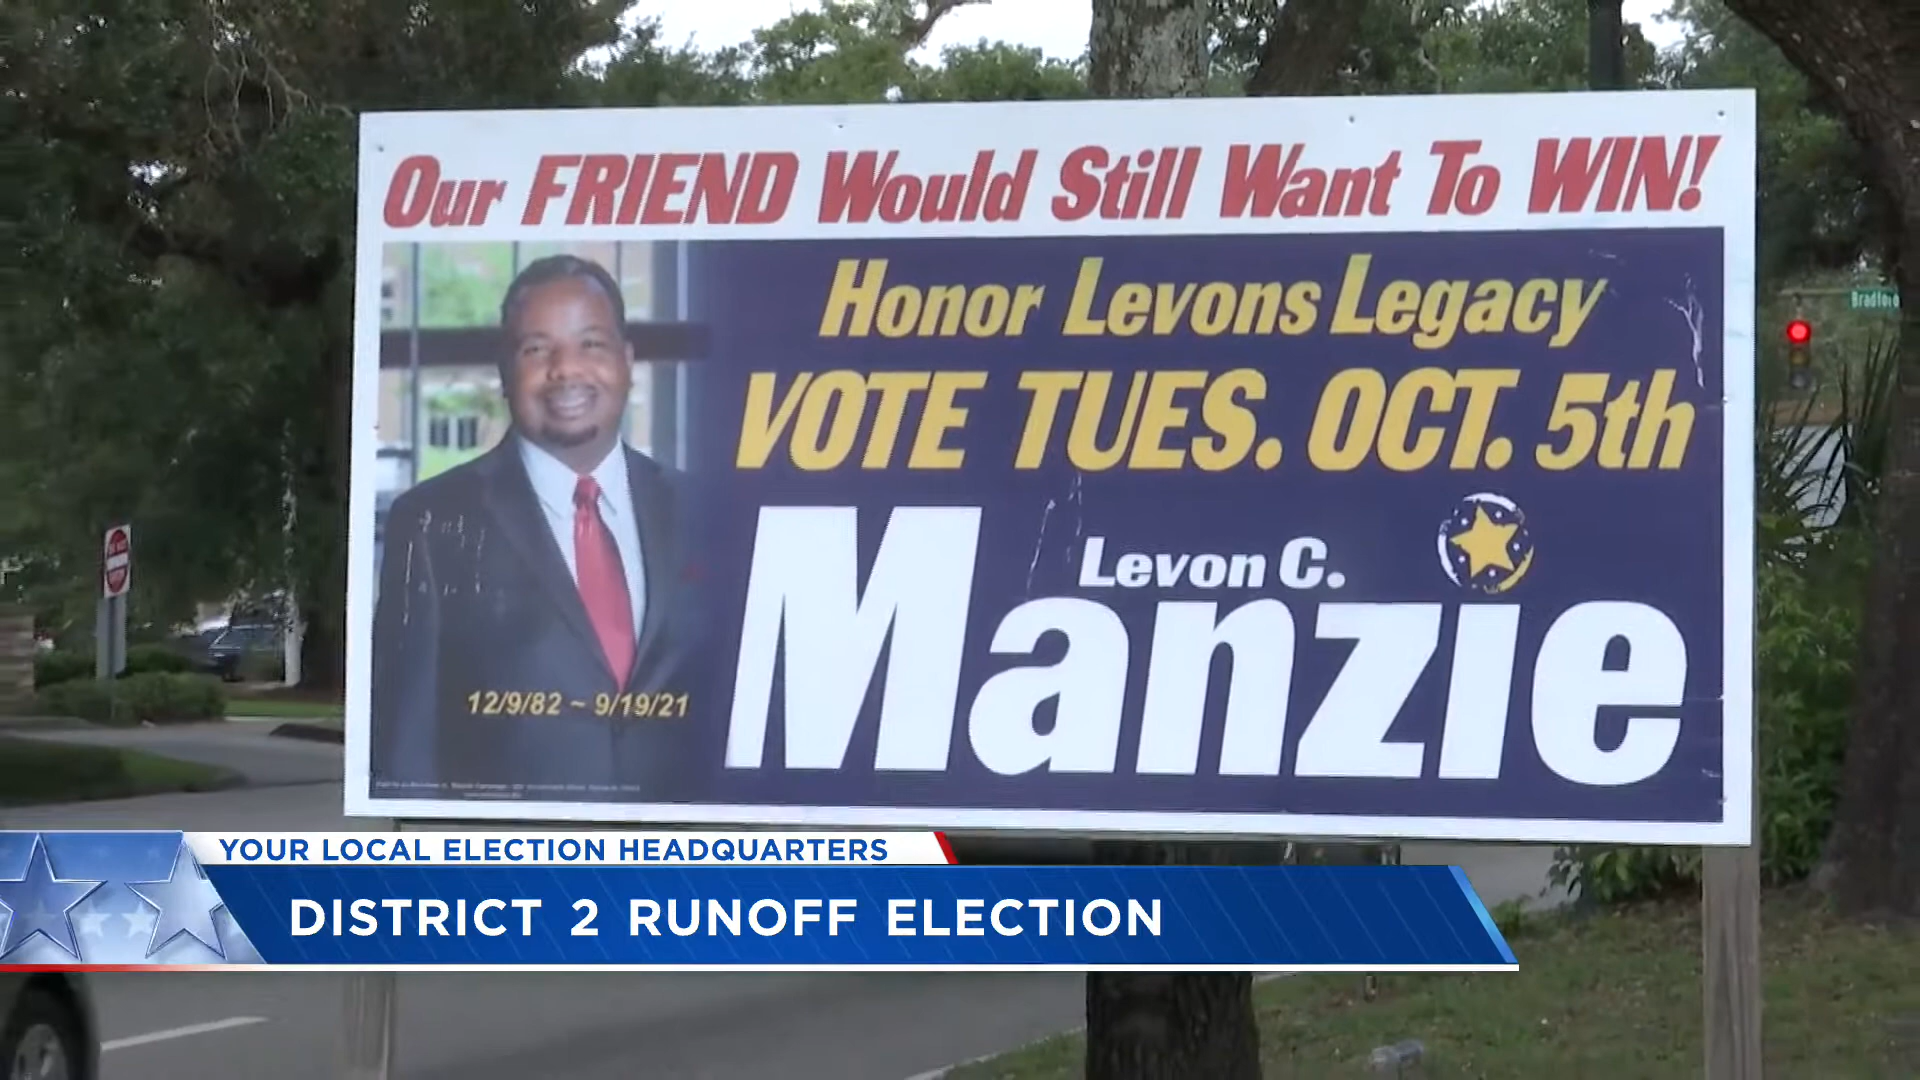 Our FRIEND Would Still Want To WIN!
Honor Levons Legacy
VOTE TUES. OCT. 5th
Levon C.
Manzie
12/9/82 ~ 9/19/21
YOUR LOCAL ELECTION HEADQUARTERS
DISTRICT 2 RUNOFF ELECTION